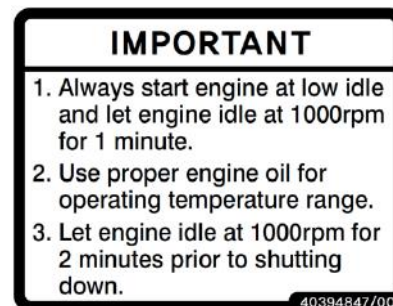 IMPORTANT
1. Always start engine at low idle
and let engine idle at 1000rpm
for 1 minute.
2. Use proper engine oil for
operating temperature range.
3. Let engine idle at 1000rpm for
2 minutes prior to shutting
down.
40394847/00